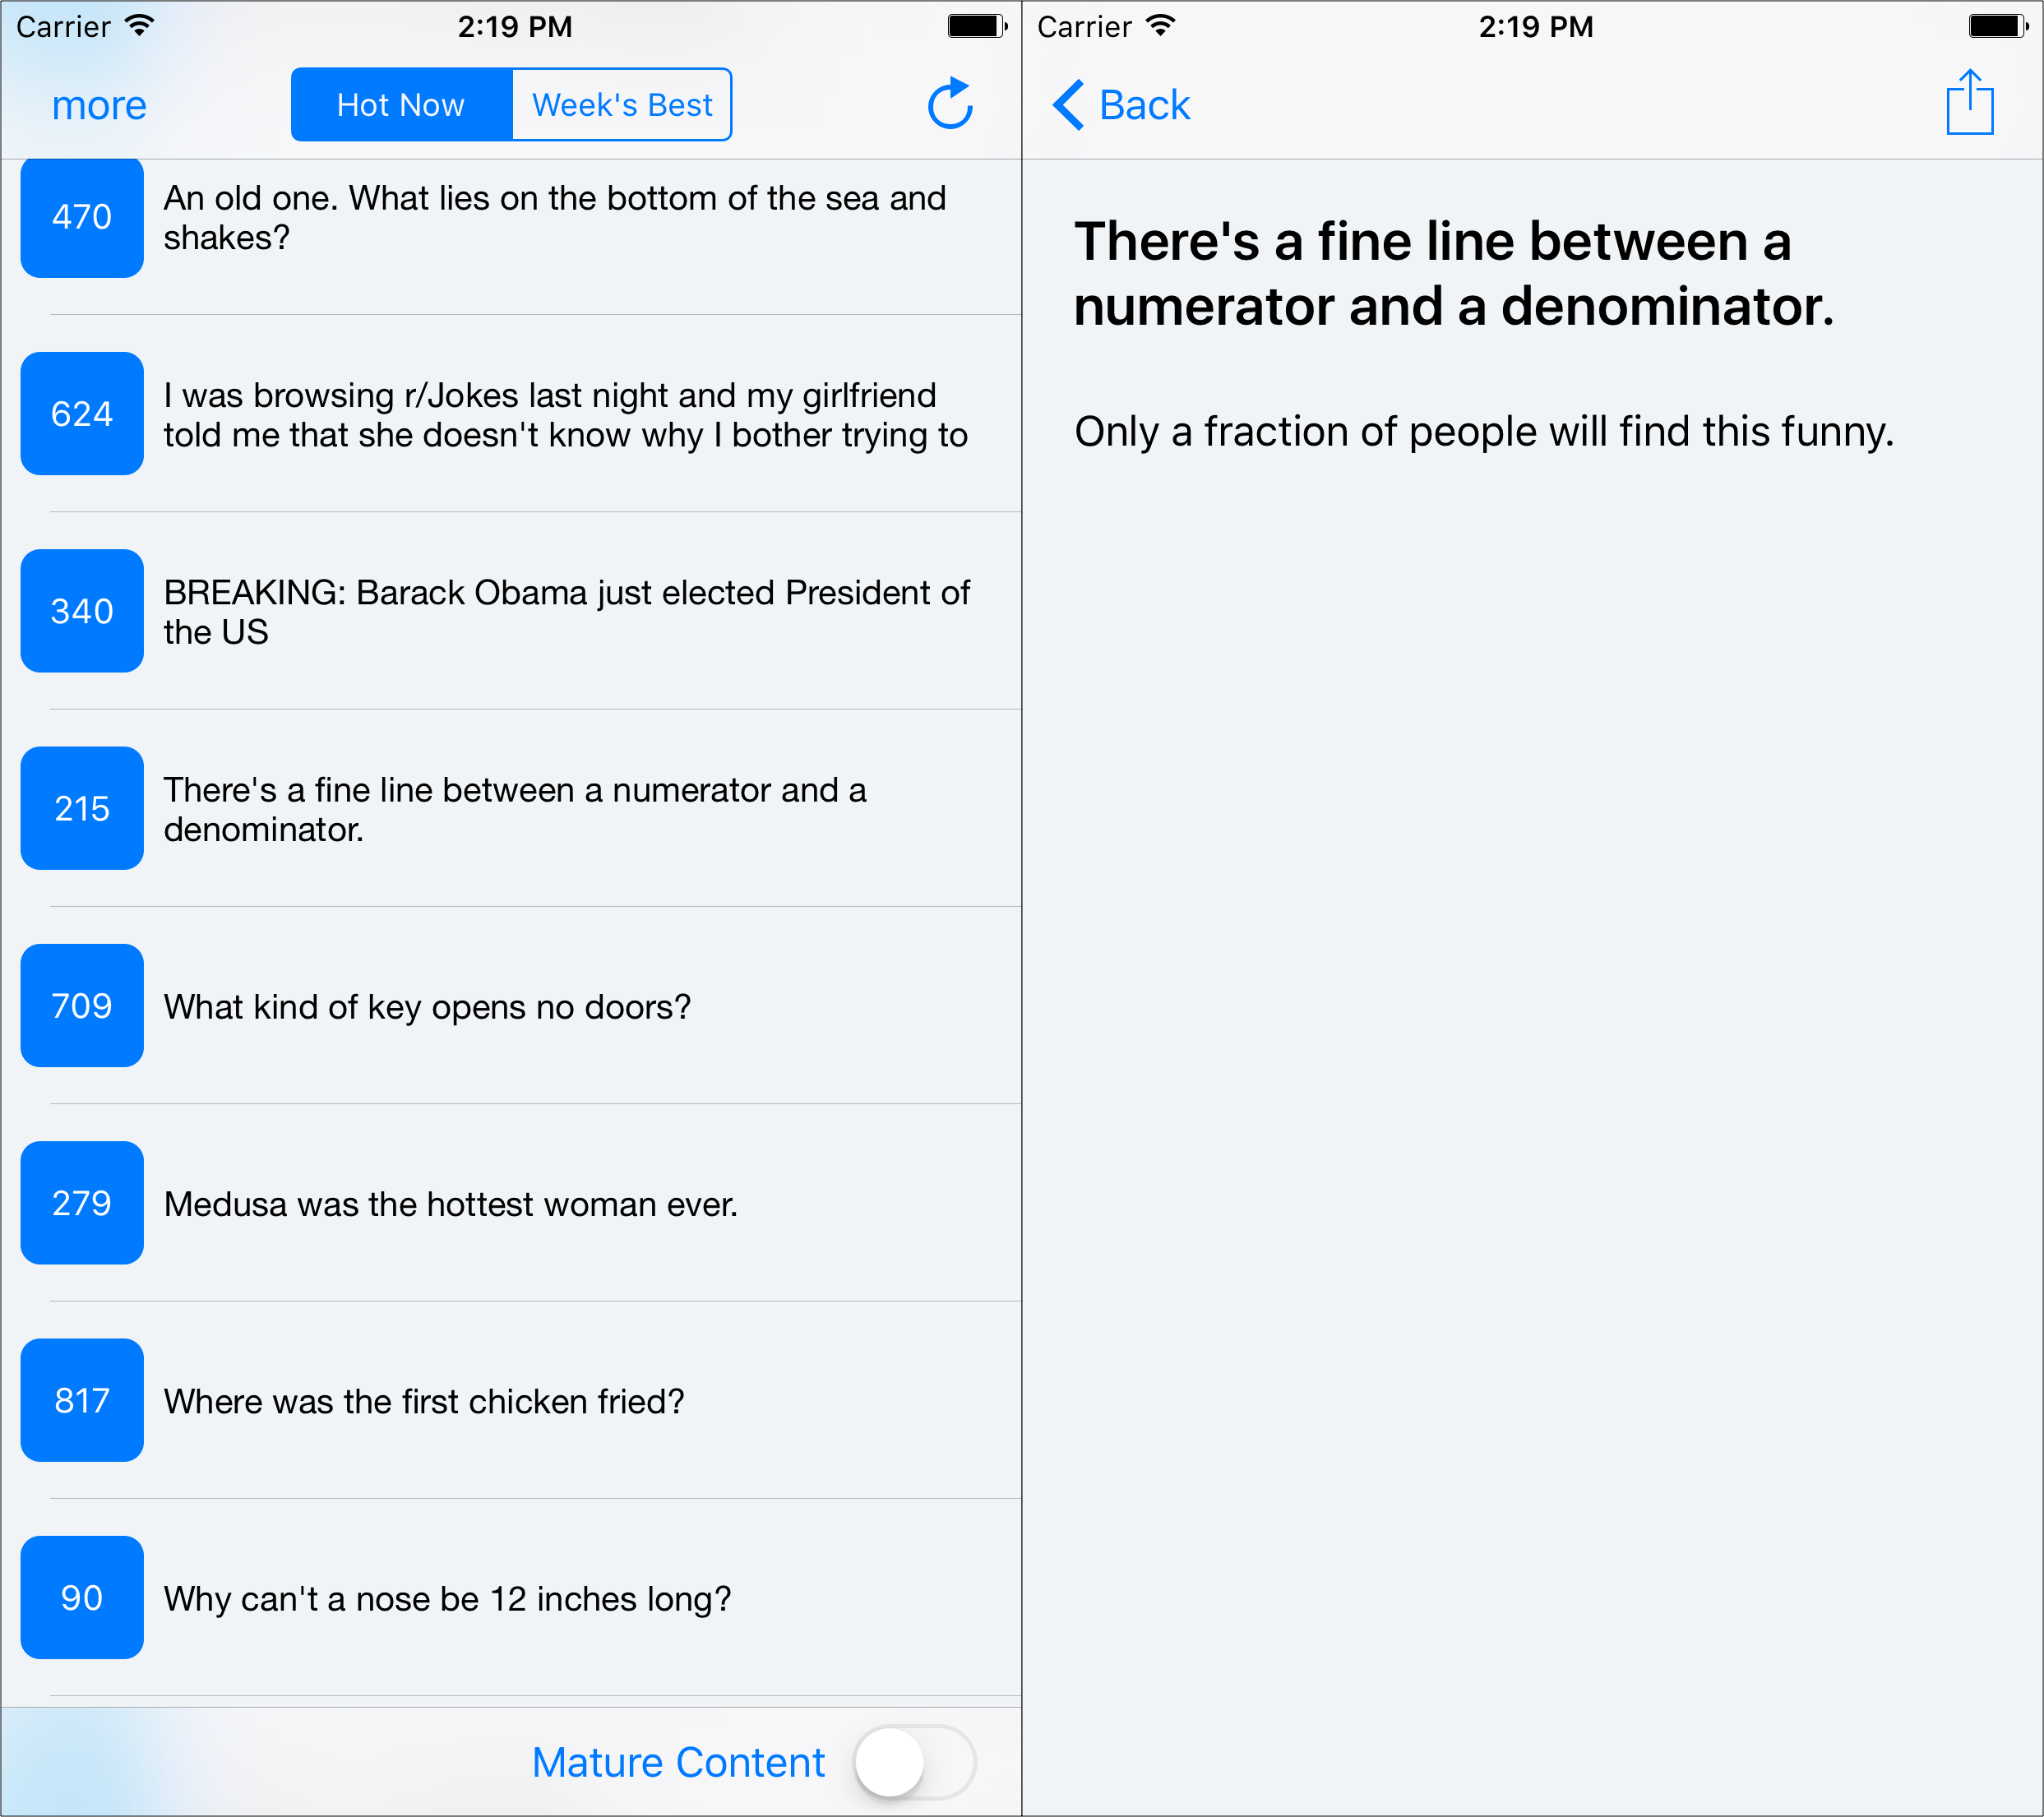 Carrier 2:19 PM
more Hot Now Week's Best
470 An old one. What lies on the bottom of the sea and
shakes?
624 I was browsing r/Jokes last night and my girlfriend
told me that she doesn't know why I bother trying to
340 BREAKING: Barack Obama just elected President of
the US
215 There's a fine line between a numerator and a
denominator.
709 What kind of key opens no doors?
279 Medusa was the hottest woman ever.
817 Where was the first chicken fried?
90 Why can't a nose be 12 inches long?
Mature Content
Carrier 2:19 PM
Back
There's a fine line between a
numerator and a denominator.
Only a fraction of people will find this funny.